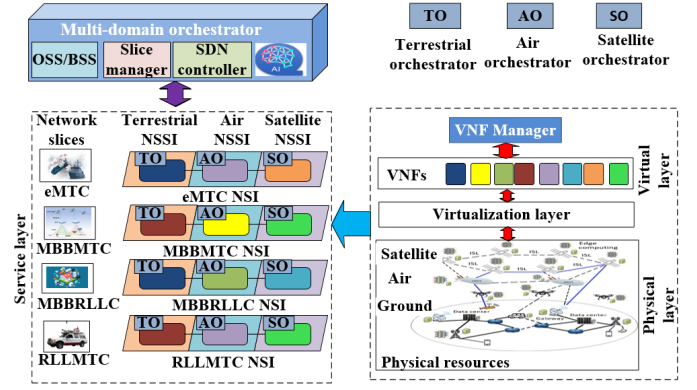 Multi-domain orchestrator
OSS/BSS
Slice
manager
SDN
controller
AI
TO
AO
SO
Terrestrial
orchestrator
Air
orchestrator
Satellite
orchestrator
Service layer
Network
slices
Terrestrial
NSSI
Air
NSSI
Satellite
NSSI
eMTC
TO
AO
SO
eMTC NSI
MBBMTC
TO
AO
SO
MBBMTC NSI
MBBRLLC
TO
AO
SO
MBBRLLC NSI
RLLMTC
TO
AO
SO
RLLMTC NSI
VNF Manager
VNFs
Virtual
layer
Virtualization layer
Satellite
Air
Ground
ISL
ISL
ISL
Edge
computing
Data center
Gateway
Data center
Physical resources
Physical
layer